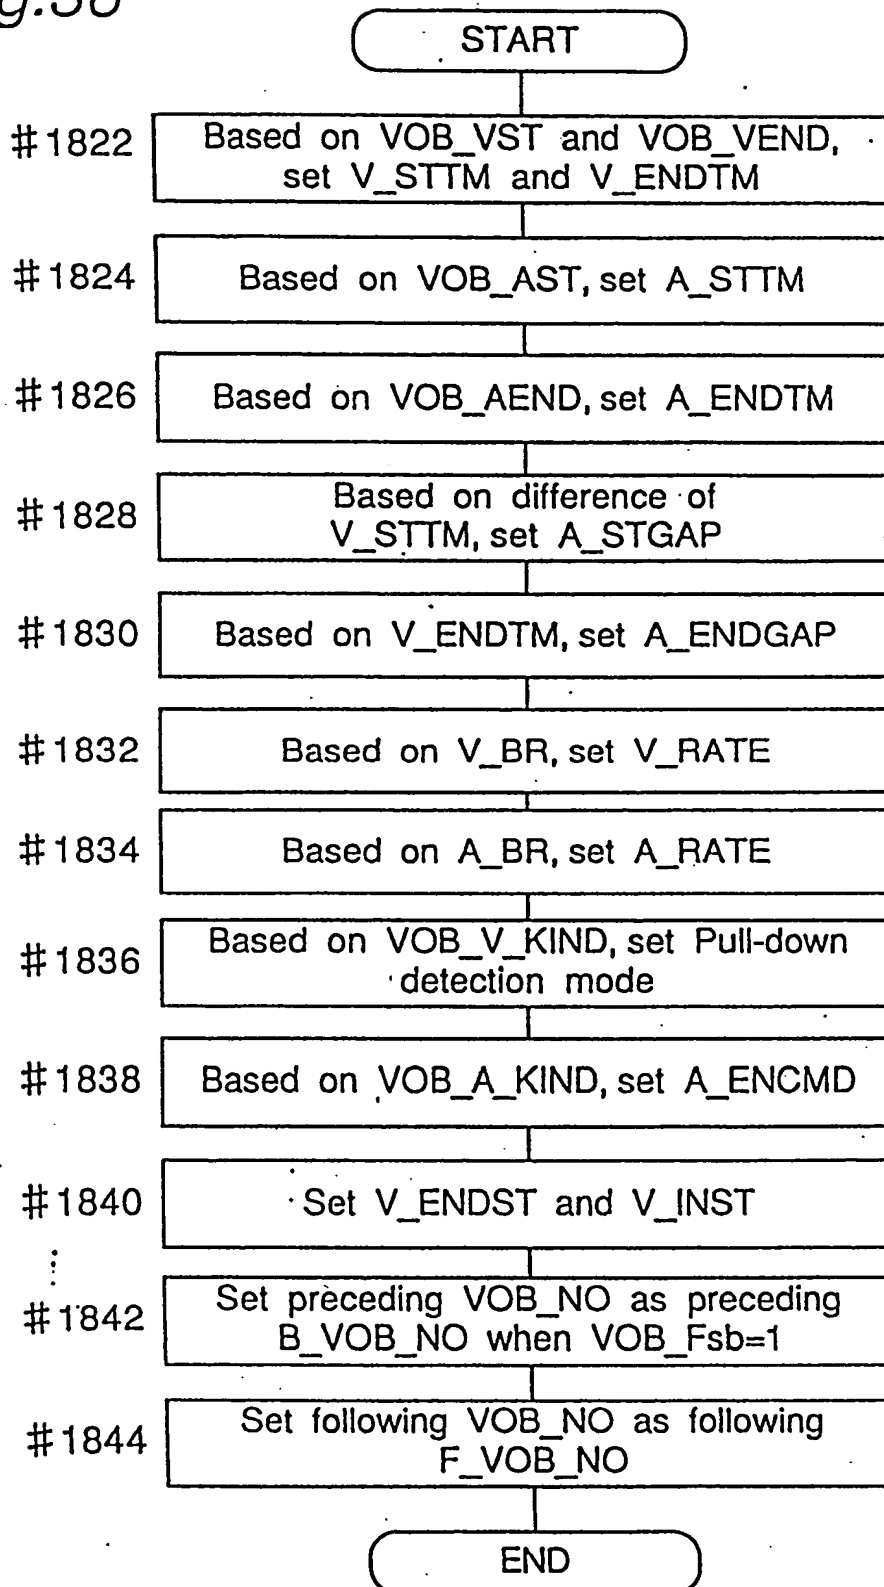 START
#1822 Based on VOB_VST and VOB_VEND,
set V_STTM and V_ENDTM
#1824 Based on VOB_AST, set A_STTM
#1826 Based on VOB_AEND, set A_ENDTM
#1828 Based on difference of
V_STTM, set A_STGAP
#1830 Based on V_ENDTM, set A_ENDGAP
#1832 Based on V_BR, set V_RATE
#1834 Based on A_BR, set A_RATE
#1836 Based on VOB_V_KIND, set Pull-down
detection mode
#1838 Based on VOB_A_KIND, set A_ENCMD
#1840 Set V_ENDST and V_INST
#1842 Set preceding VOB_NO as preceding
B_VOB_NO when VOB_Fsb=1
#1844 Set following VOB_NO as following
F_VOB_NO
END